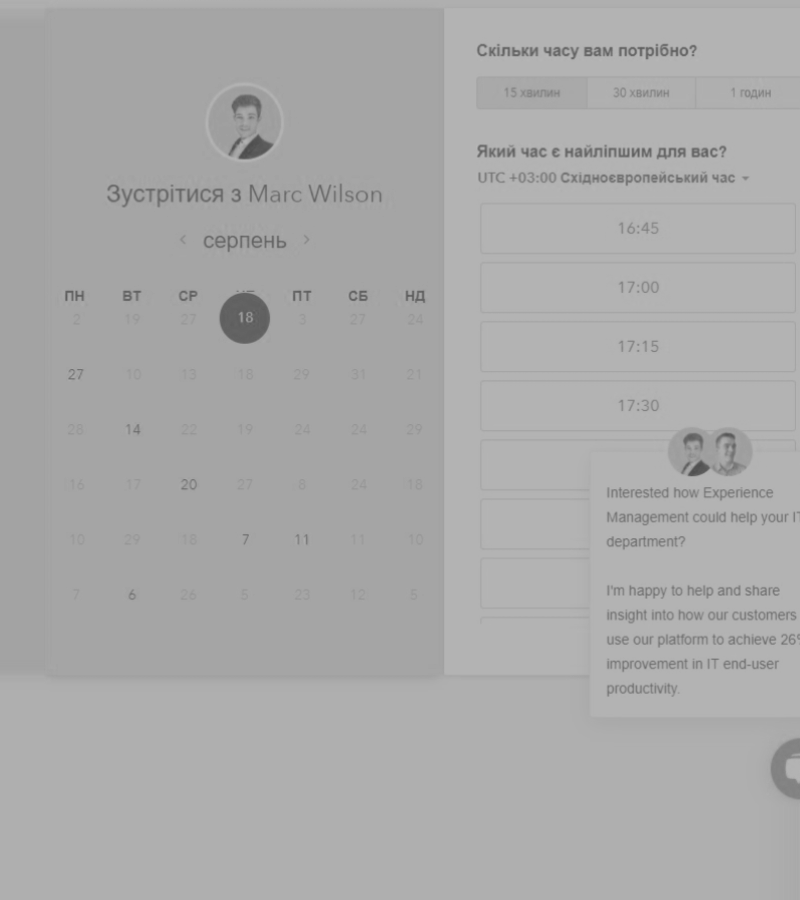 Зустрітися з Marc Wilson
серпень
ПН ВТ СР ПТ СБ НД
2 19 27 18 3 27 24
27 10 13 18 29 31 21
28 14 22 19 24 24 29
16 17 20 27 8 24 18
10 29 18 7 11 11 10
7 6 26 5 23 12 5
Скільки часу вам потрібно?
15 хвилин 30 хвилин 1 годин
Який час є найліпшим для вас?
UTC +03:00 Східноєвропейський час
16:45
17:00
17:15
17:30
Interested how Experience
Management could help your IT
department?
I'm happy to help and share
insight into how our customers
use our platform to achieve 26%
improvement in IT end-user
productivity.